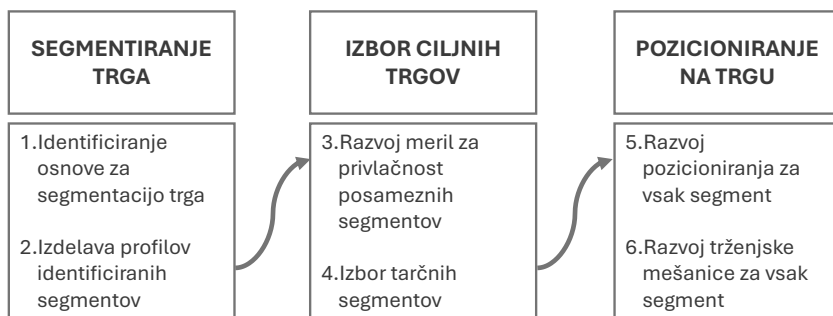 SEGMENTIRANJE
TRGA
1.Identificiranje
osnove za
segmentacijo trga
2.Izdelava profilov
identificiranih
segmentov
IZBOR CILJNIH
TRGOV
3.Razvoj meril za
privlačnost
posameznih
segmentov
4.Izbor tarčnih
segmentov
POZICIONIRANJE
NA TRGU
5.Razvoj
pozicioniranja za
vsak segment
6.Razvoj trženjske
mešanice za vsak
segment